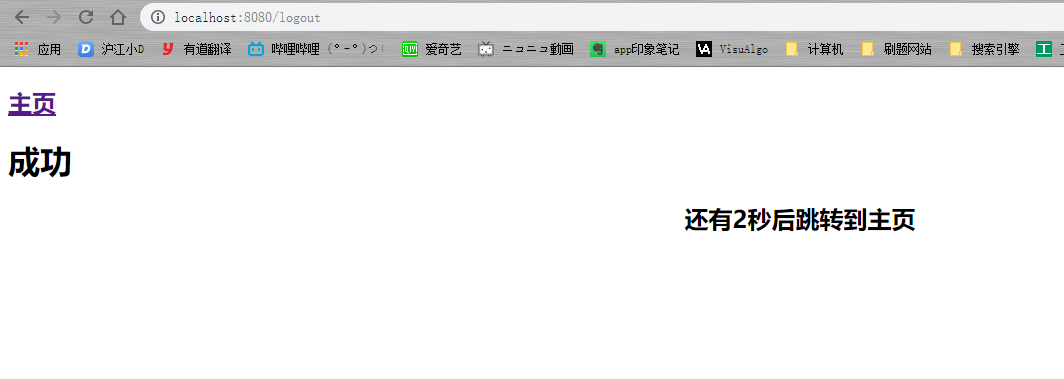 localhost:8080/logout
应用 沪江小D 有道翻译 哔哩哔哩 (゜-゜)つ 爱奇艺 ニコニコ動画 app印象笔记 VisuAlgo 计算机 刷题网站 搜索引擎
主页
成功
还有2秒后跳转到主页